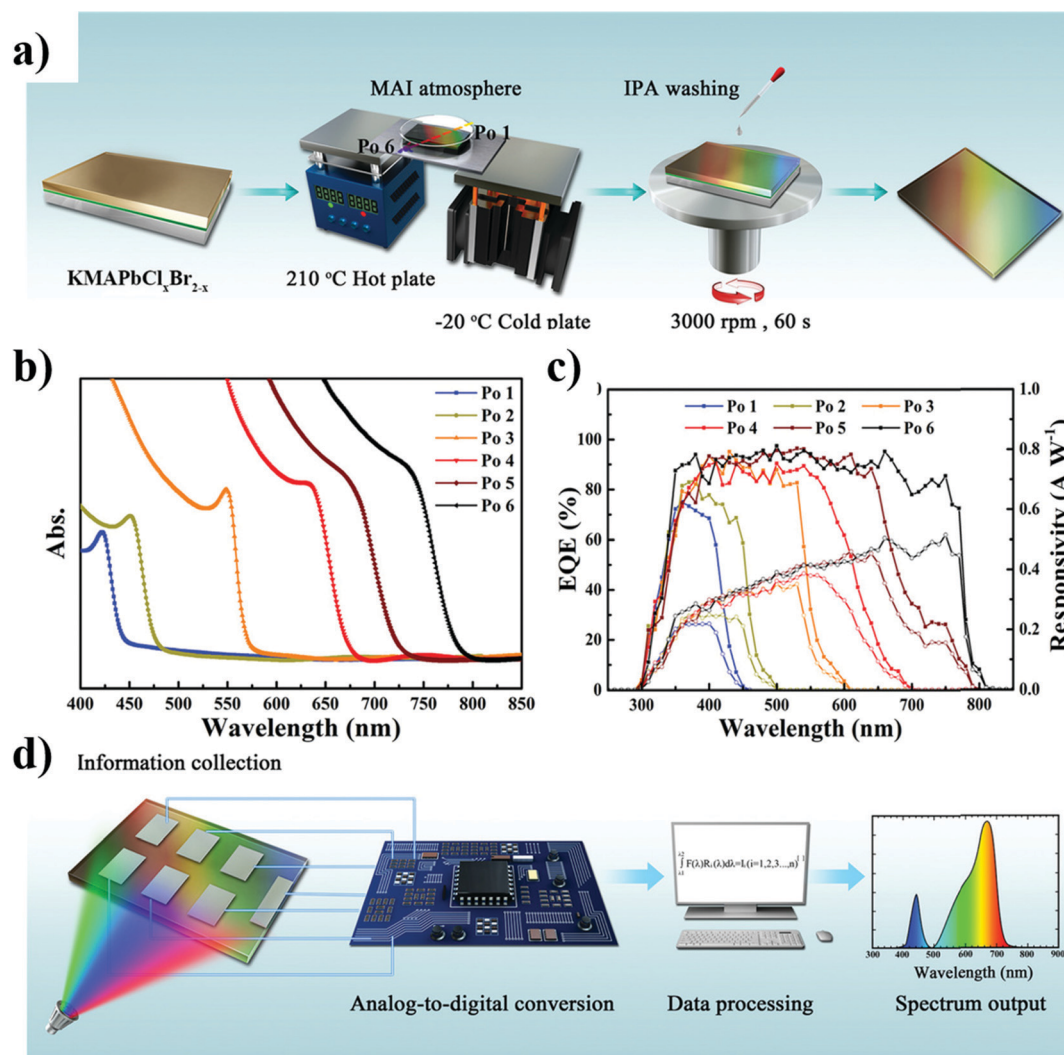 a)
MAI atmosphere
IPA washing
Po 6
Po 1
KMAPbClₓBr₂₋ₓ
210 °C Hot plate
-20 °C Cold plate
3000 rpm , 60 s
b)
Po 1
Po 2
Po 3
Po 4
Po 5
Po 6
Abs.
400 450 500 550 600 650 700 750 800 850
Wavelength (nm)
c)
Po 1 Po 2 Po 3
Po 4 Po 5 Po 6
100
80
60
40
20
0
EQE (%)
1.0
0.8
0.6
0.4
0.2
0.0
Responsivity (A W⁻¹)
300 400 500 600 700 800
Wavelength (nm)
d)
Information collection
Analog-to-digital conversion
Data processing
300 400 500 600 700 800 900
Wavelength (nm)
Spectrum output